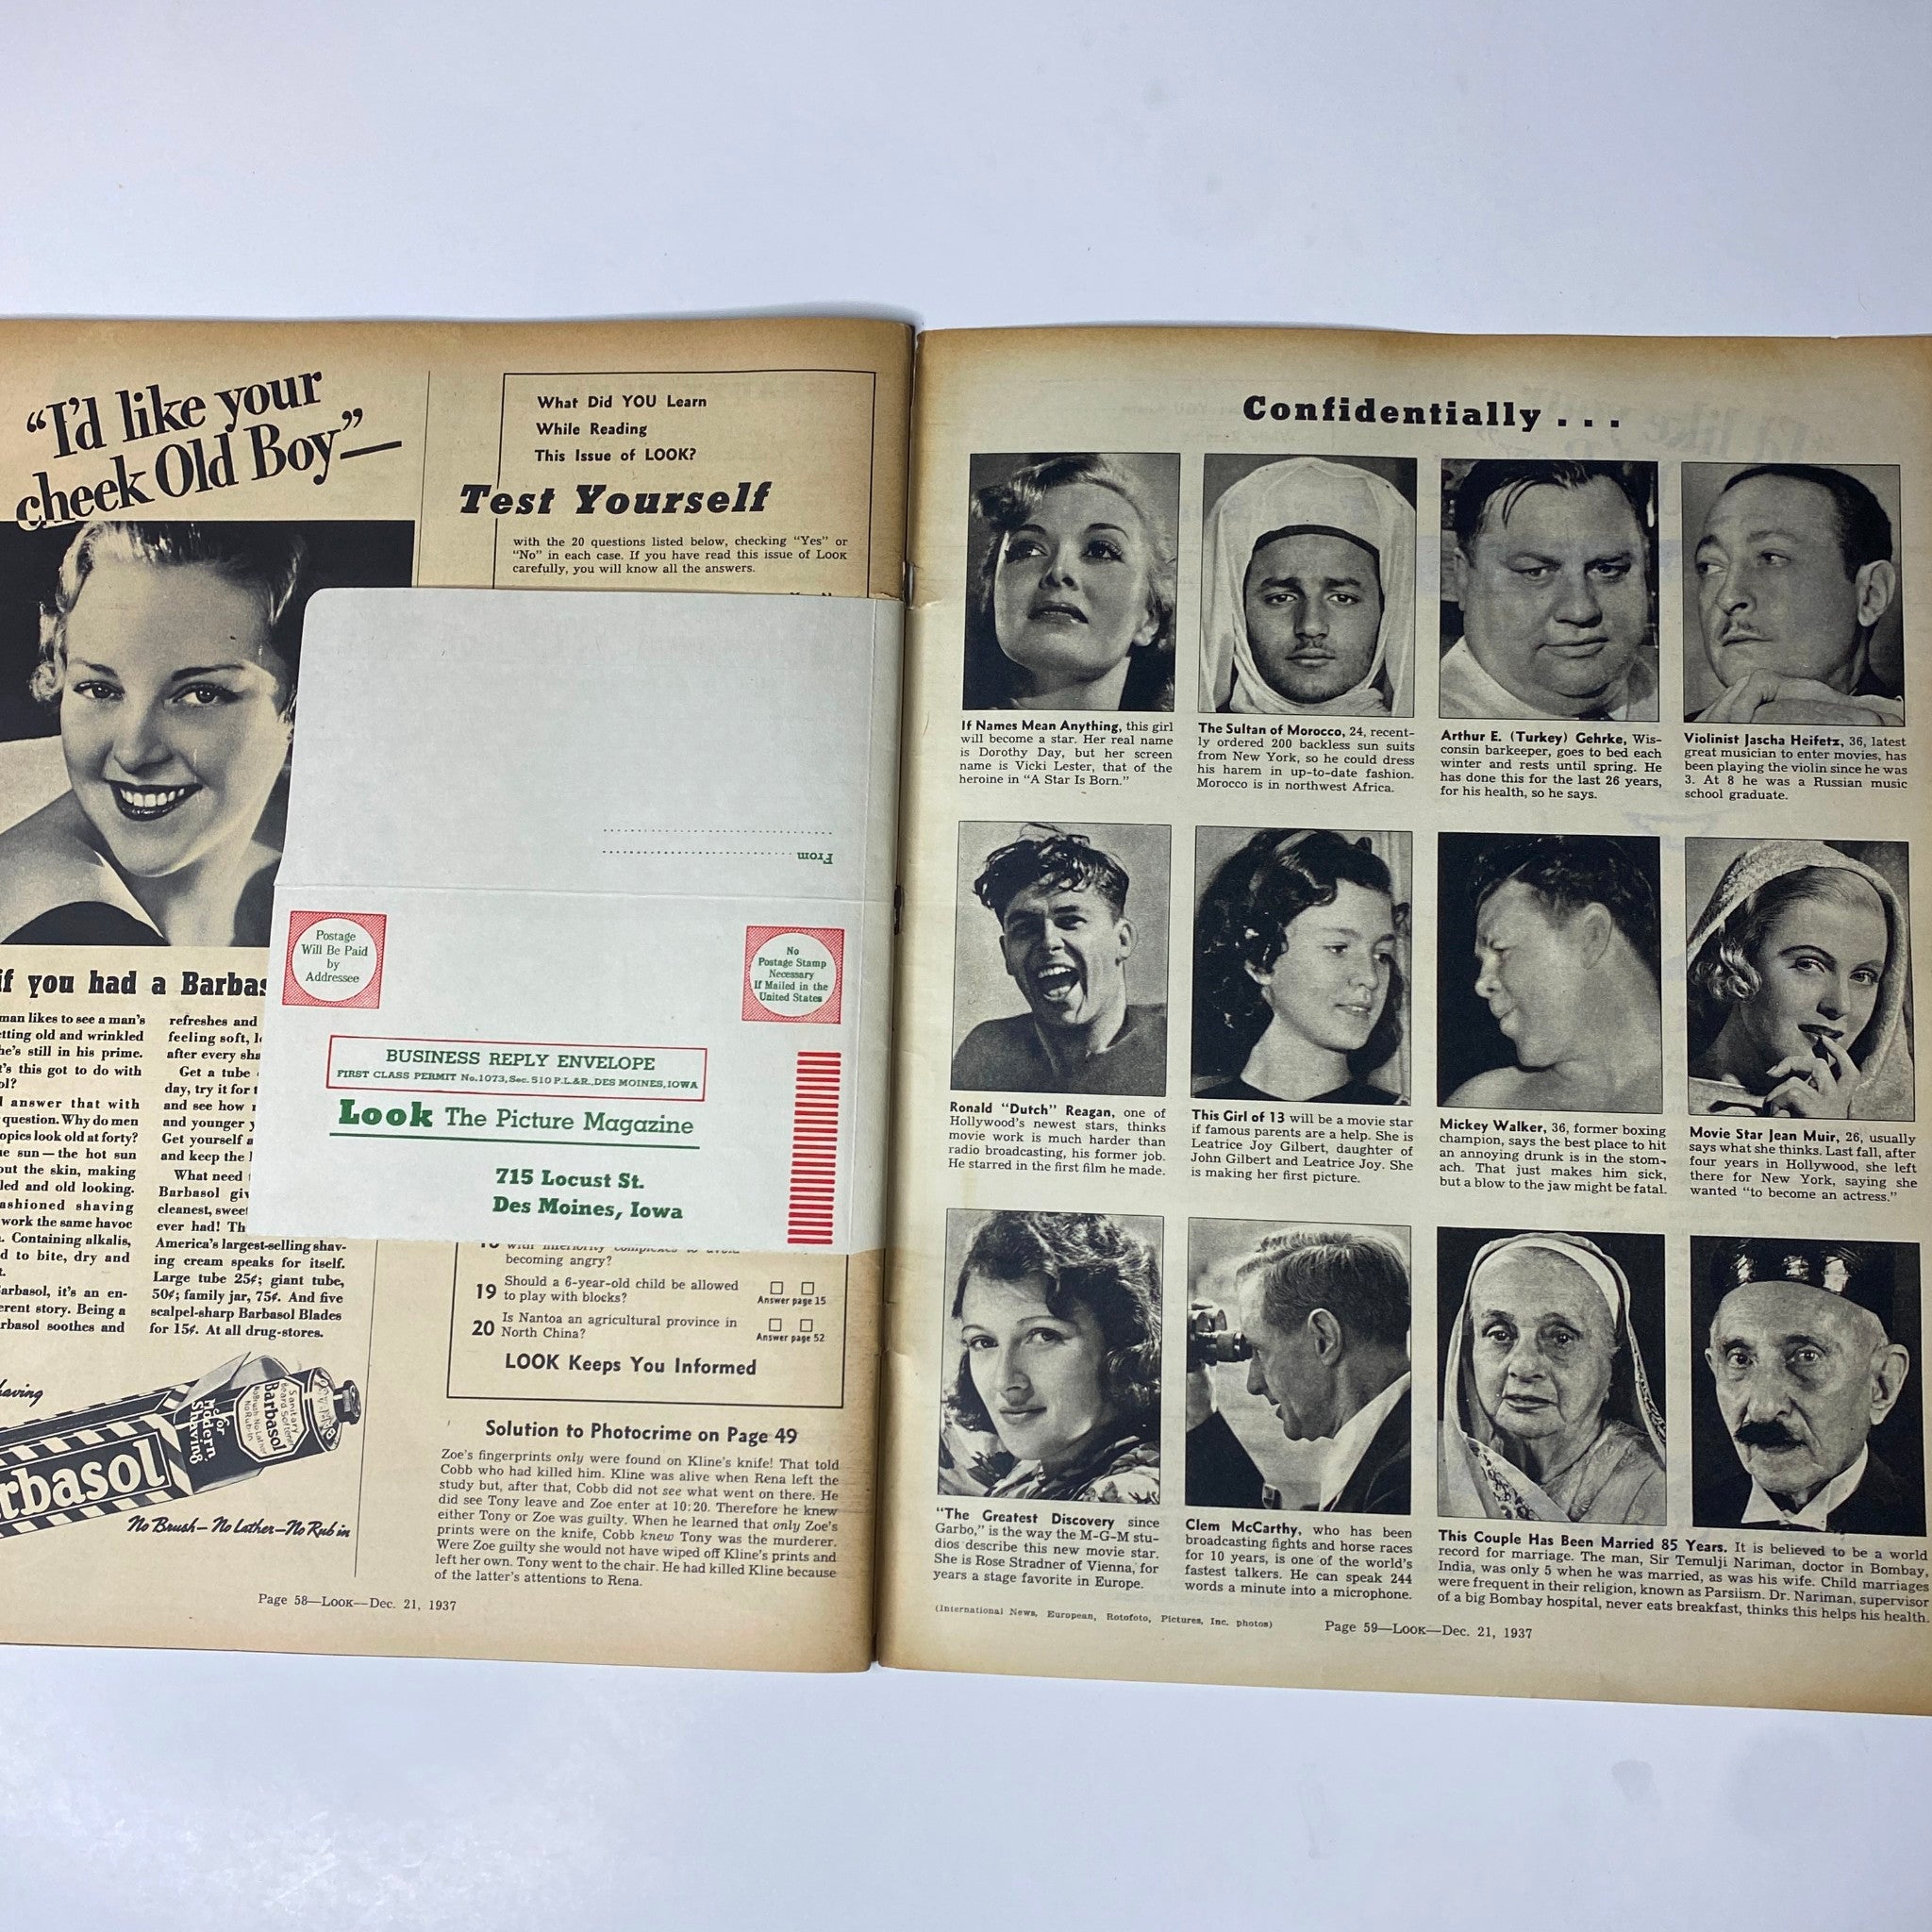 “I’d like your
cheek Old Boy”—
if you had a Barbas
man likes to see a man's
etting old and wrinkled
he's still in his prime.
t's this got to do with
ol?
l answer that with
question. Why do men
opics look old at forty?
e sun—the hot sun
out the skin, making
led and old looking.
ashioned shaving
work the same havoc
. Containing alkalis,
d to bite, dry and
t.
arbasol, it's an en-
erent story. Being a
rbasol soothes and
refreshes and
feeling soft, l
after every sha
Get a tube
day, try it for t
and see how
and younger y
Get yourself a
and keep the
What need
Barbasol giv
cleanest, sweet
ever had! Th
America's largest-selling shav-
ing cream speaks for itself.
Large tube 25¢; giant tube,
50¢; family jar, 75¢. And five
scalpel-sharp Barbasol Blades
for 15¢. At all drug-stores.
having
rbasol
for
Modern
Shaving
Sanitary
Beard Softener
Barbasol
No Brush No Lather
No Rub-In
No Brush—No Lather—No Rub in
What Did YOU Learn
While Reading
This Issue of LOOK?
Test Yourself
with the 20 questions listed below, checking “Yes” or
“No” in each case. If you have read this issue of LOOK
carefully, you will know all the answers.
From
Postage
Will Be Paid
by
Addressee
No
Postage Stamp
Necessary
If Mailed in the
United States
BUSINESS REPLY ENVELOPE
FIRST CLASS PERMIT No.1073, Sec. 510 P.L.&R., DES MOINES, IOWA
Look The Picture Magazine
715 Locust St.
Des Moines, Iowa
with inferiority complexes to avoid
becoming angry?
19 Should a 6-year-old child be allowed
to play with blocks?
Answer page 15
20 Is Nantoa an agricultural province in
North China?
Answer page 52
LOOK Keeps You Informed
Solution to Photocrime on Page 49
Zoe's fingerprints only were found on Kline's knife! That told
Cobb who had killed him. Kline was alive when Rena left the
study but, after that, Cobb did not see what went on there. He
did see Tony leave and Zoe enter at 10:20. Therefore he knew
either Tony or Zoe was guilty. When he learned that only Zoe's
prints were on the knife, Cobb knew Tony was the murderer.
Were Zoe guilty she would not have wiped off Kline's prints and
left her own. Tony went to the chair. He had killed Kline because
of the latter's attentions to Rena.
Page 58—LOOK—Dec. 21, 1937
Confidentially . . .
If Names Mean Anything, this girl
will become a star. Her real name
is Dorothy Day, but her screen
name is Vicki Lester, that of the
heroine in “A Star Is Born.”
The Sultan of Morocco, 24, recent-
ly ordered 200 backless sun suits
from New York, so he could dress
his harem in up-to-date fashion.
Morocco is in northwest Africa.
Arthur E. (Turkey) Gehrke, Wis-
consin barkeeper, goes to bed each
winter and rests until spring. He
has done this for the last 26 years,
for his health, so he says.
Violinist Jascha Heifetz, 36, latest
great musician to enter movies, has
been playing the violin since he was
3. At 8 he was a Russian music
school graduate.
Ronald “Dutch” Reagan, one of
Hollywood's newest stars, thinks
movie work is much harder than
radio broadcasting, his former job.
He starred in the first film he made.
This Girl of 13 will be a movie star
if famous parents are a help. She is
Leatrice Joy Gilbert, daughter of
John Gilbert and Leatrice Joy. She
is making her first picture.
Mickey Walker, 36, former boxing
champion, says the best place to hit
an annoying drunk is in the stom-
ach. That just makes him sick,
but a blow to the jaw might be fatal.
Movie Star Jean Muir, 26, usually
says what she thinks. Last fall, after
four years in Hollywood, she left
there for New York, saying she
wanted “to become an actress.”
“The Greatest Discovery since
Garbo,” is the way the M-G-M stu-
dios describe this new movie star.
She is Rose Stradner of Vienna, for
years a stage favorite in Europe.
Clem McCarthy, who has been
broadcasting fights and horse races
for 10 years, is one of the world's
fastest talkers. He can speak 244
words a minute into a microphone.
This Couple Has Been Married 85 Years. It is believed to be a world
record for marriage. The man, Sir Temulji Nariman, doctor in Bombay,
India, was only 5 when he was married, as was his wife. Child marriages
were frequent in their religion, known as Parsiism. Dr. Nariman, supervisor
of a big Bombay hospital, never eats breakfast, thinks this helps his health.
(International News, European, Rotofoto, Pictures, Inc. photos)
Page 59—LOOK—Dec. 21, 1937